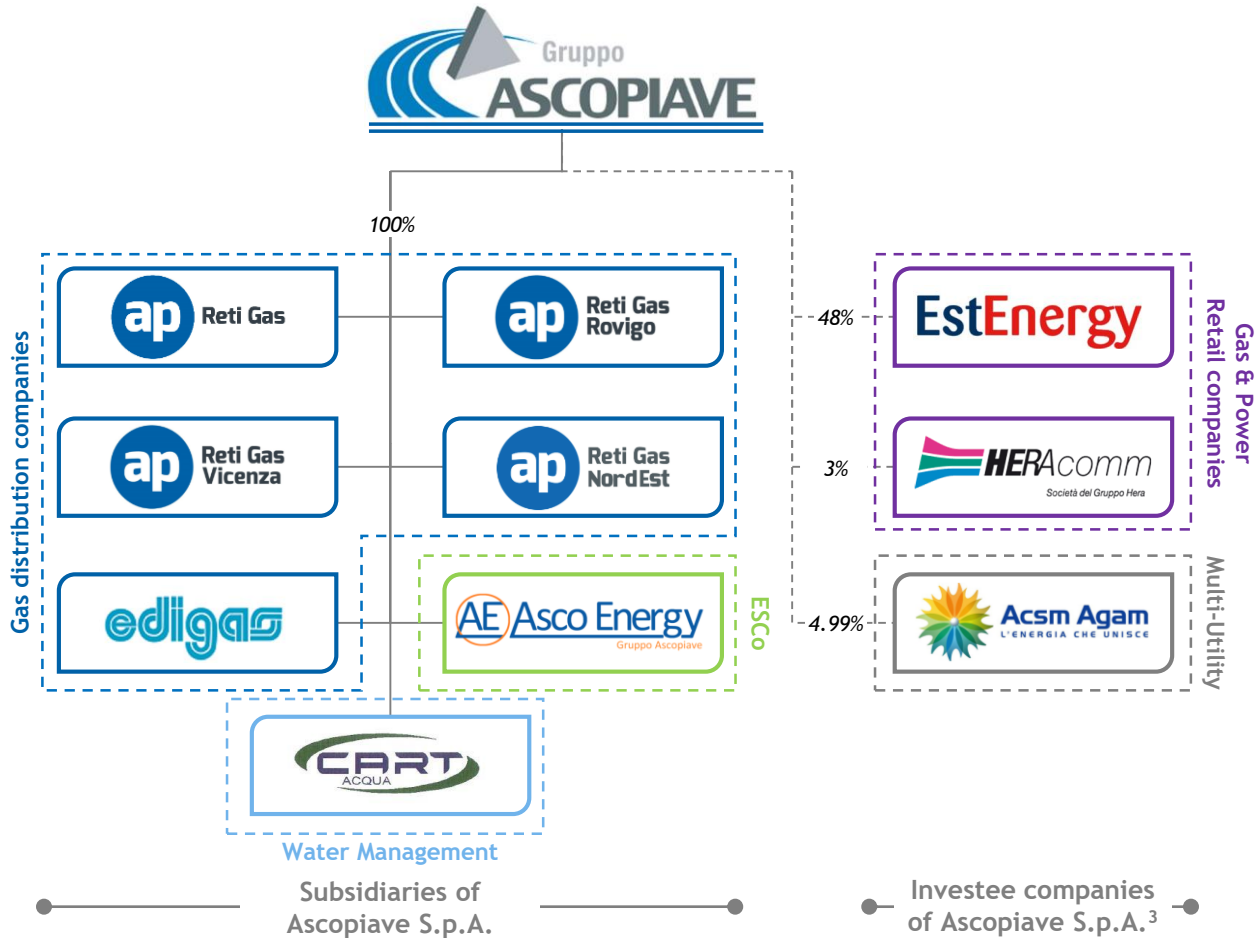 Gruppo
ASCOPIAVE
100%
Gas distribution companies
ap Reti Gas
ap Reti Gas
Rovigo
48%
EstEnergy
Gas & Power
Retail companies
ap Reti Gas
Vicenza
ap Reti Gas
NordEst
3%
HERAcomm
Società del Gruppo Hera
edigas
AE Asco Energy
Gruppo Ascopiave
ESCo
4.99%
Acsm Agam
L'ENERGIA CHE UNISCE
Multi-Utility
CART
ACQUA
Water Management
Subsidiaries of
Ascopiave S.p.A.
Investee companies
of Ascopiave S.p.A.³